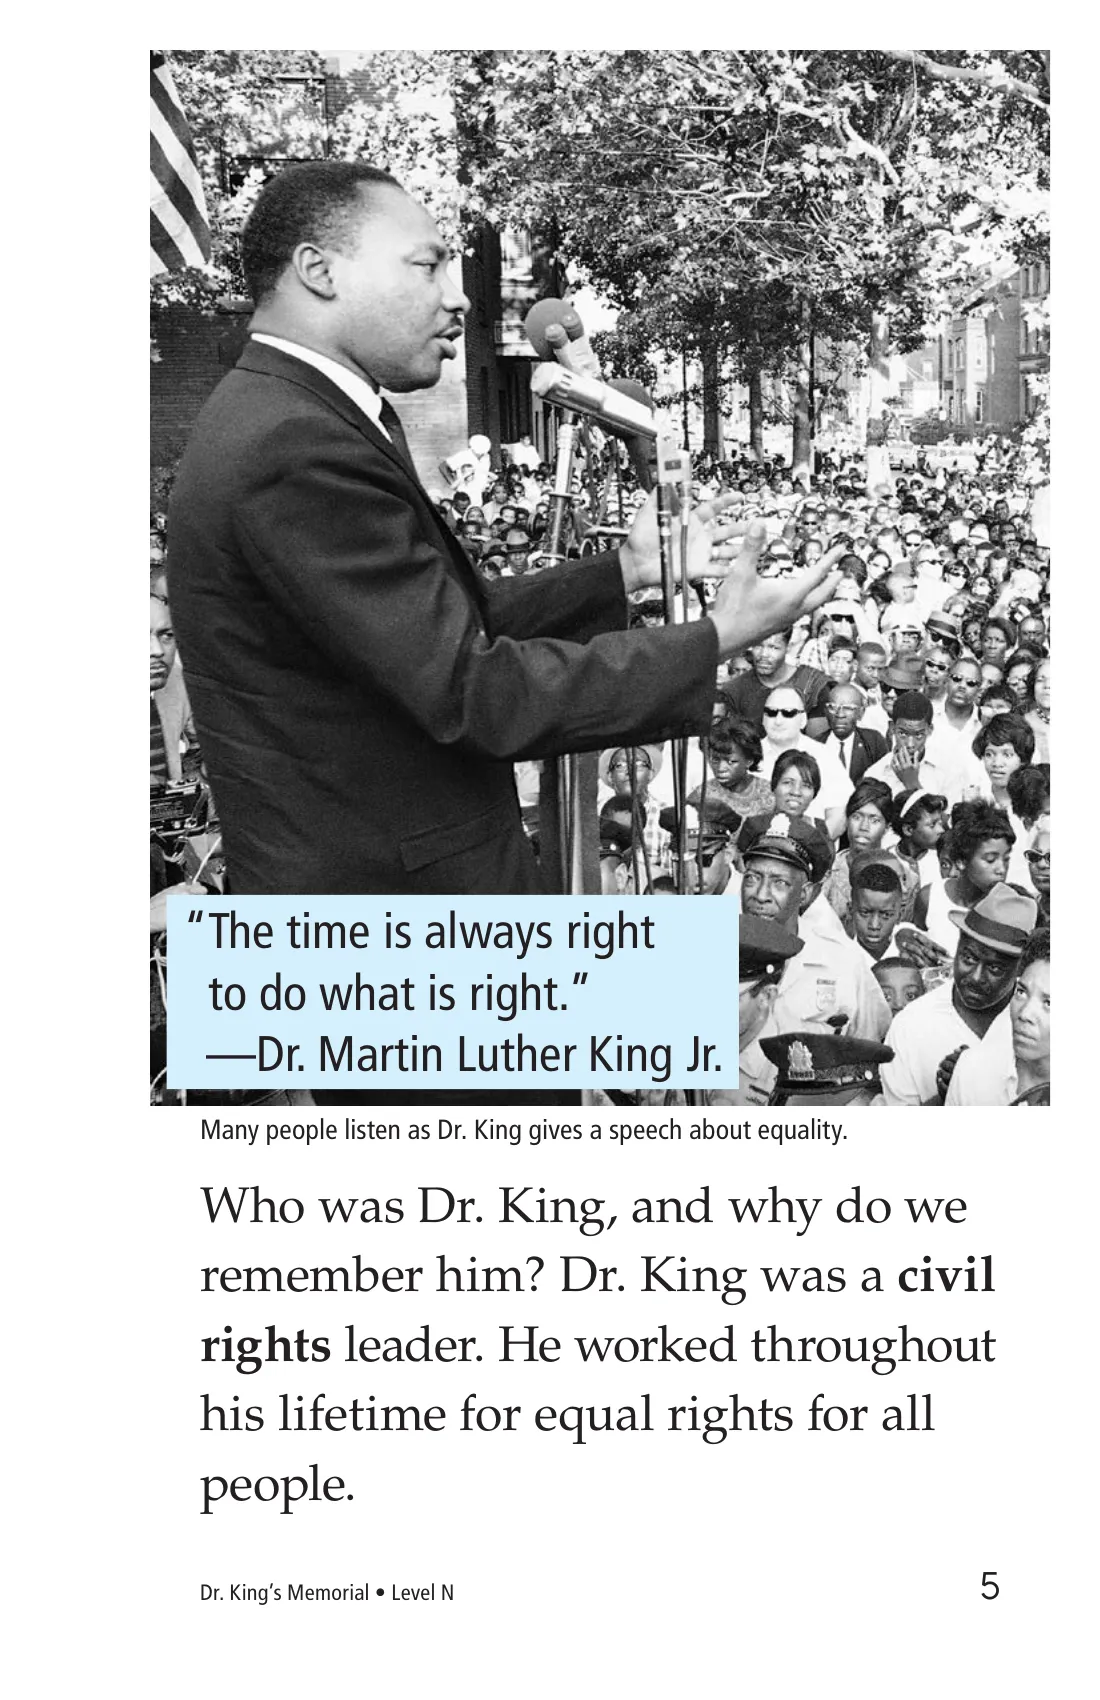 “The time is always right
to do what is right.”
—Dr. Martin Luther King Jr.
Many people listen as Dr. King gives a speech about equality.
Who was Dr. King, and why do we
remember him? Dr. King was a civil
rights leader. He worked throughout
his lifetime for equal rights for all
people.
Dr. King’s Memorial • Level N
5